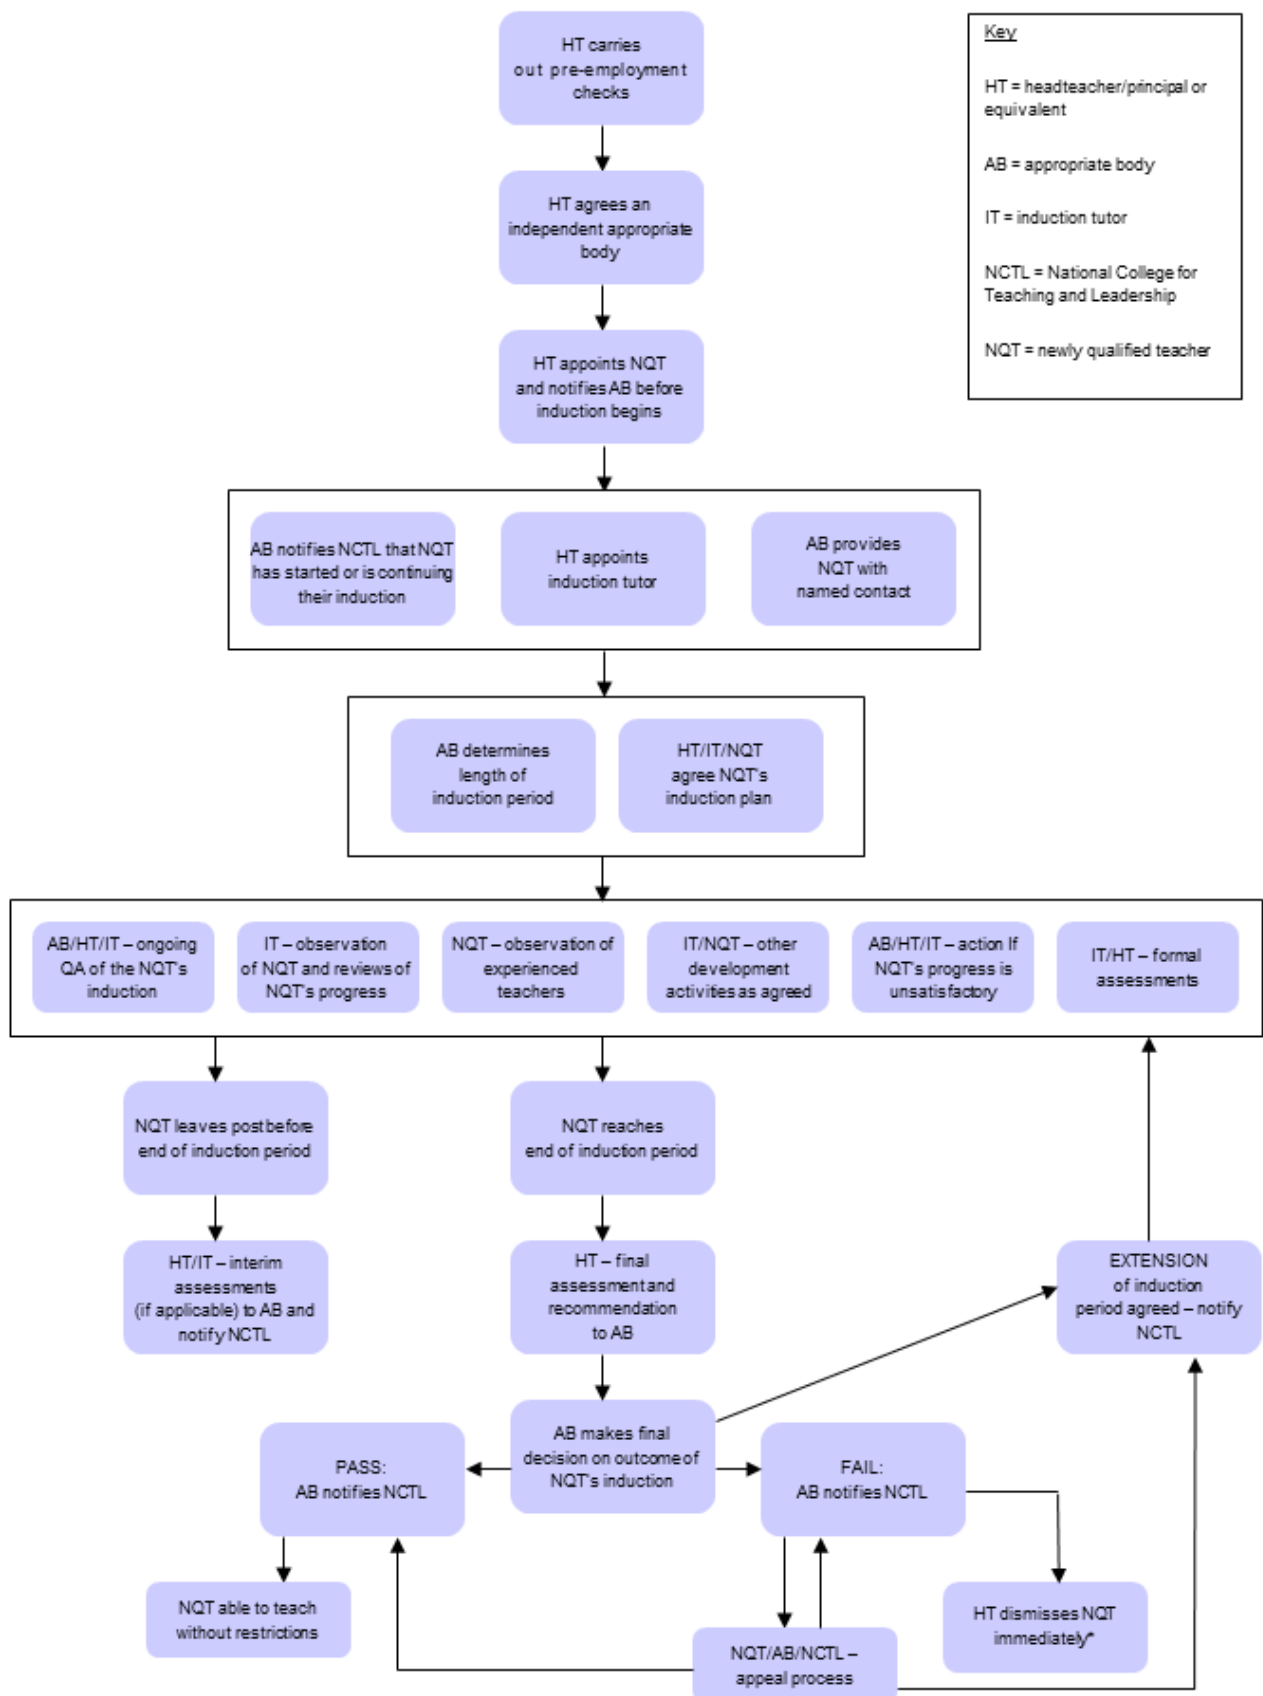 HT carries
out pre-employment
checks
Key
HT = headteacher/principal or
equivalent
AB = appropriate body
IT = induction tutor
NCTL = National College for
Teaching and Leadership
NQT = newly qualified teacher
HT agrees an
independent appropriate
body
HT appoints NQT
and notifies AB before
induction begins
AB notifies NCTL that NQT
has started or is continuing
their induction
HT appoints
induction tutor
AB provides
NQT with
named contact
AB determines
length of
induction period
HT/IT/NQT
agree NQT's
induction plan
AB/HT/IT – ongoing
QA of the NQT's
induction
IT – observation
of NQT and reviews of
NQT's progress
NQT – observation of
experienced
teachers
IT/NQT – other
development
activities as agreed
AB/HT/IT – action If
NQT's progress is
unsatisfactory
IT/HT – formal
assessments
NQT leaves post before
end of induction period
NQT reaches
end of induction period
HT/IT – interim
assessments
(if applicable) to AB and
notify NCTL
HT – final
assessment and
recommendation
to AB
EXTENSION
of induction
period agreed – notify
NCTL
PASS:
AB notifies NCTL
AB makes final
decision on outcome of
NQT's induction
FAIL:
AB notifies NCTL
NQT able to teach
without restrictions
NQT/AB/NCTL –
appeal process
HT dismisses NQT
immediately*